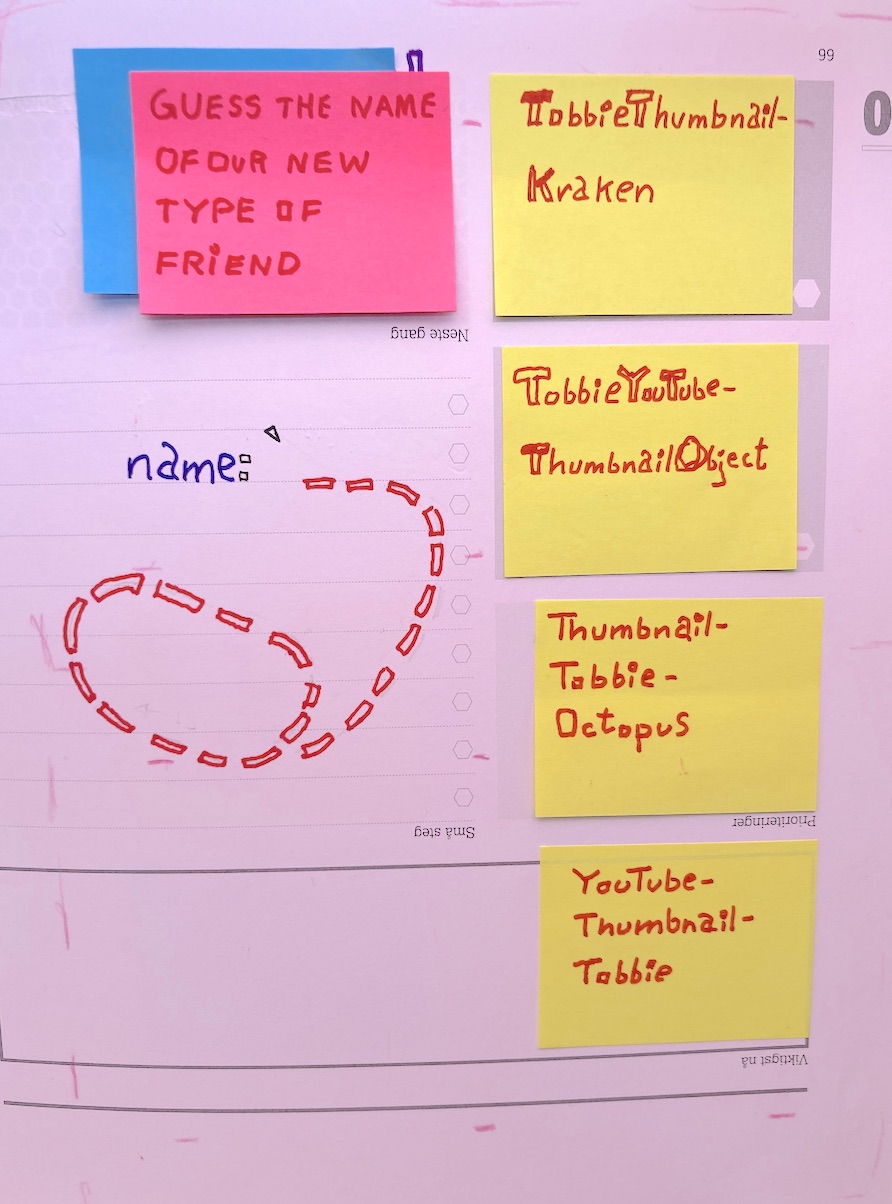 GUESS THE NAME
OF OUR NEW
TYPE OF
FRIEND
Neste gang
name:
Små steg
66
TobbieThumbnail-
Kraken
TobbieYouTube-
ThumbnailObject
Thumbnail-
Tobbie-
Octopus
Prioriteringer
YouTube-
Thumbnail-
Tobbie
Viktigst nå